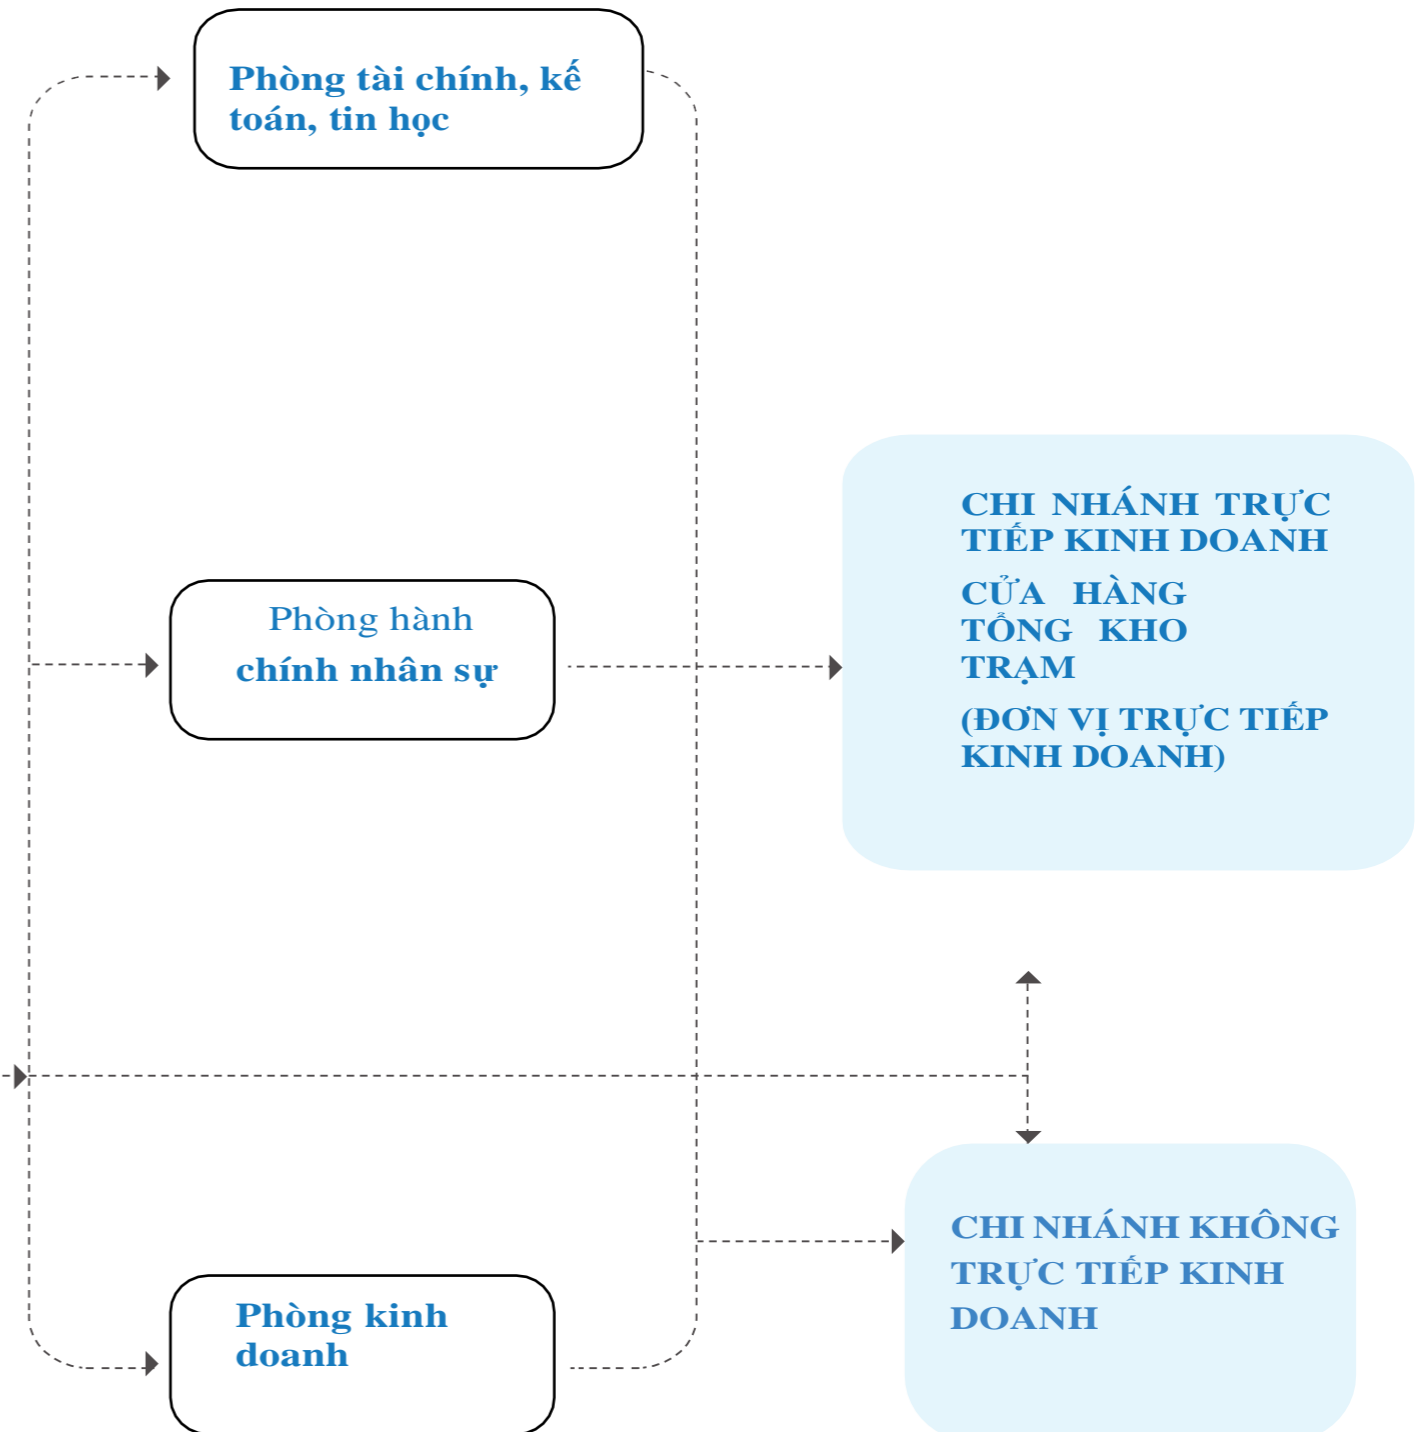 Phòng tài chính, kế
toán, tin học
CHI NHÁNH TRỰC
TIẾP KINH DOANH
CỬA HÀNG
TỔNG KHO
TRẠM
(ĐƠN VỊ TRỰC TIẾP
KINH DOANH)
Phòng hành
chính nhân sự
CHI NHÁNH KHÔNG
TRỰC TIẾP KINH
DOANH
Phòng kinh
doanh